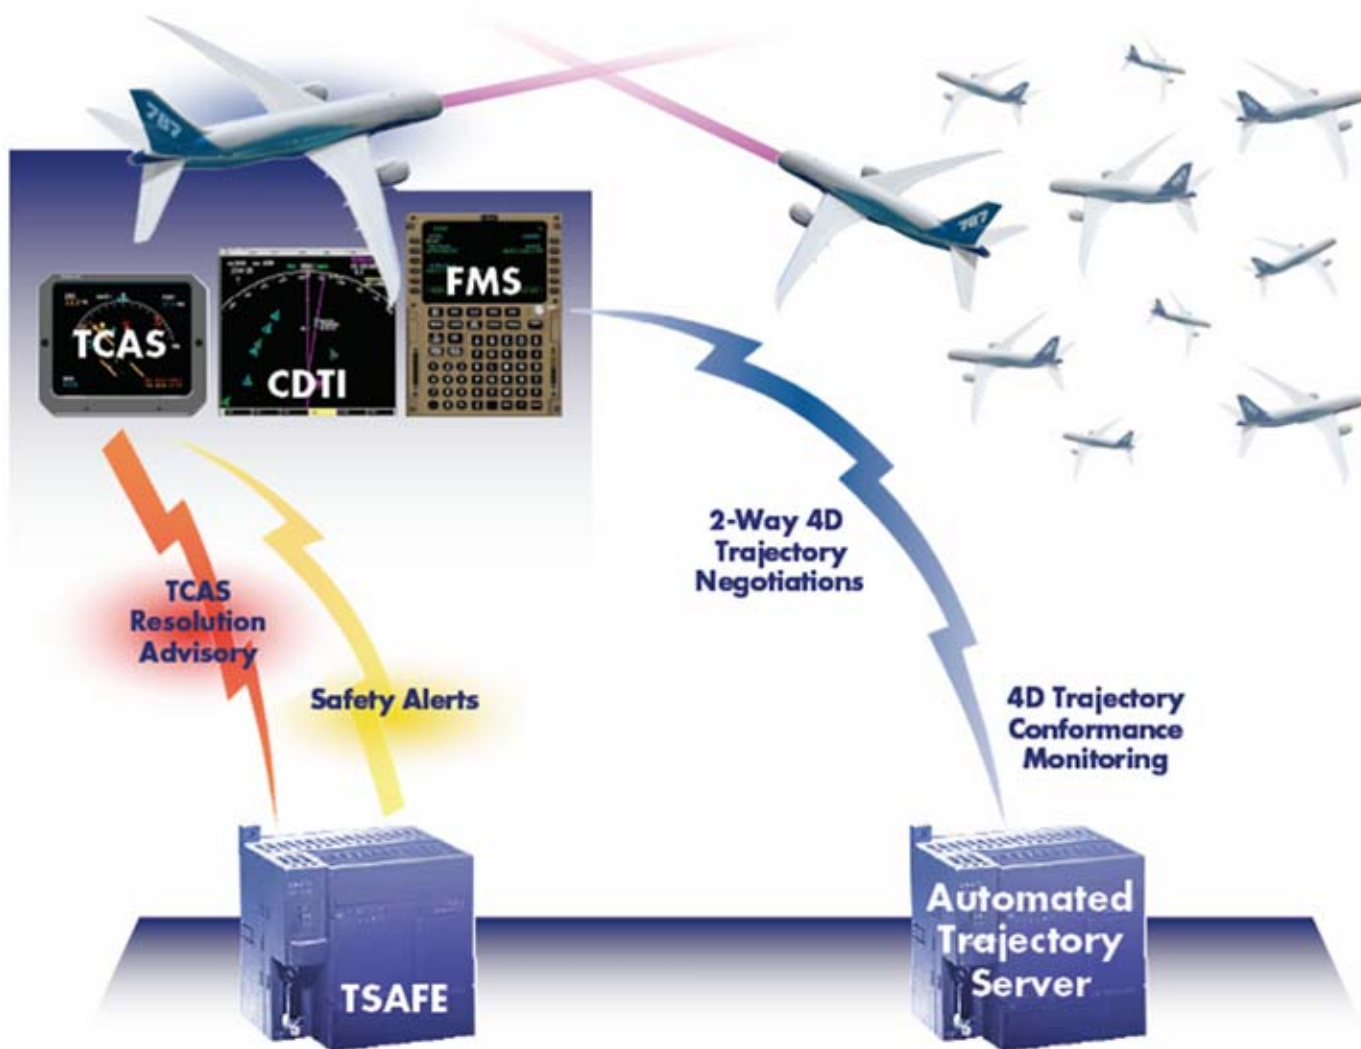 787
787
TCAS
CDTI
FMS
2-Way 4D
Trajectory
Negotiations
TCAS
Resolution
Advisory
Safety Alerts
4D Trajectory
Conformance
Monitoring
TSAFE
Automated
Trajectory
Server